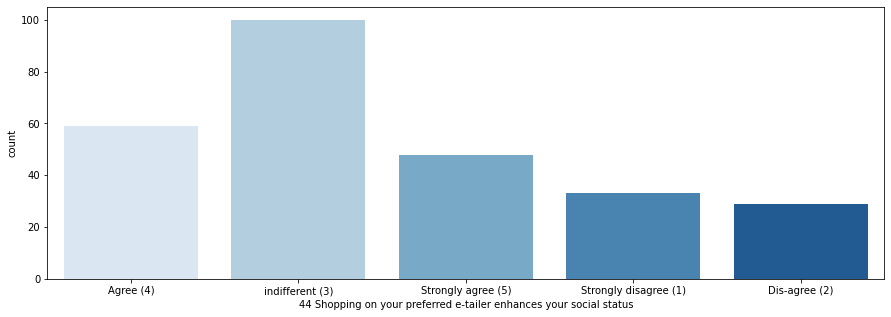 100
80
60
40
20
0
count
Agree (4) indifferent (3) Strongly agree (5) Strongly disagree (1) Dis-agree (2)
44 Shopping on your preferred e-tailer enhances your social status